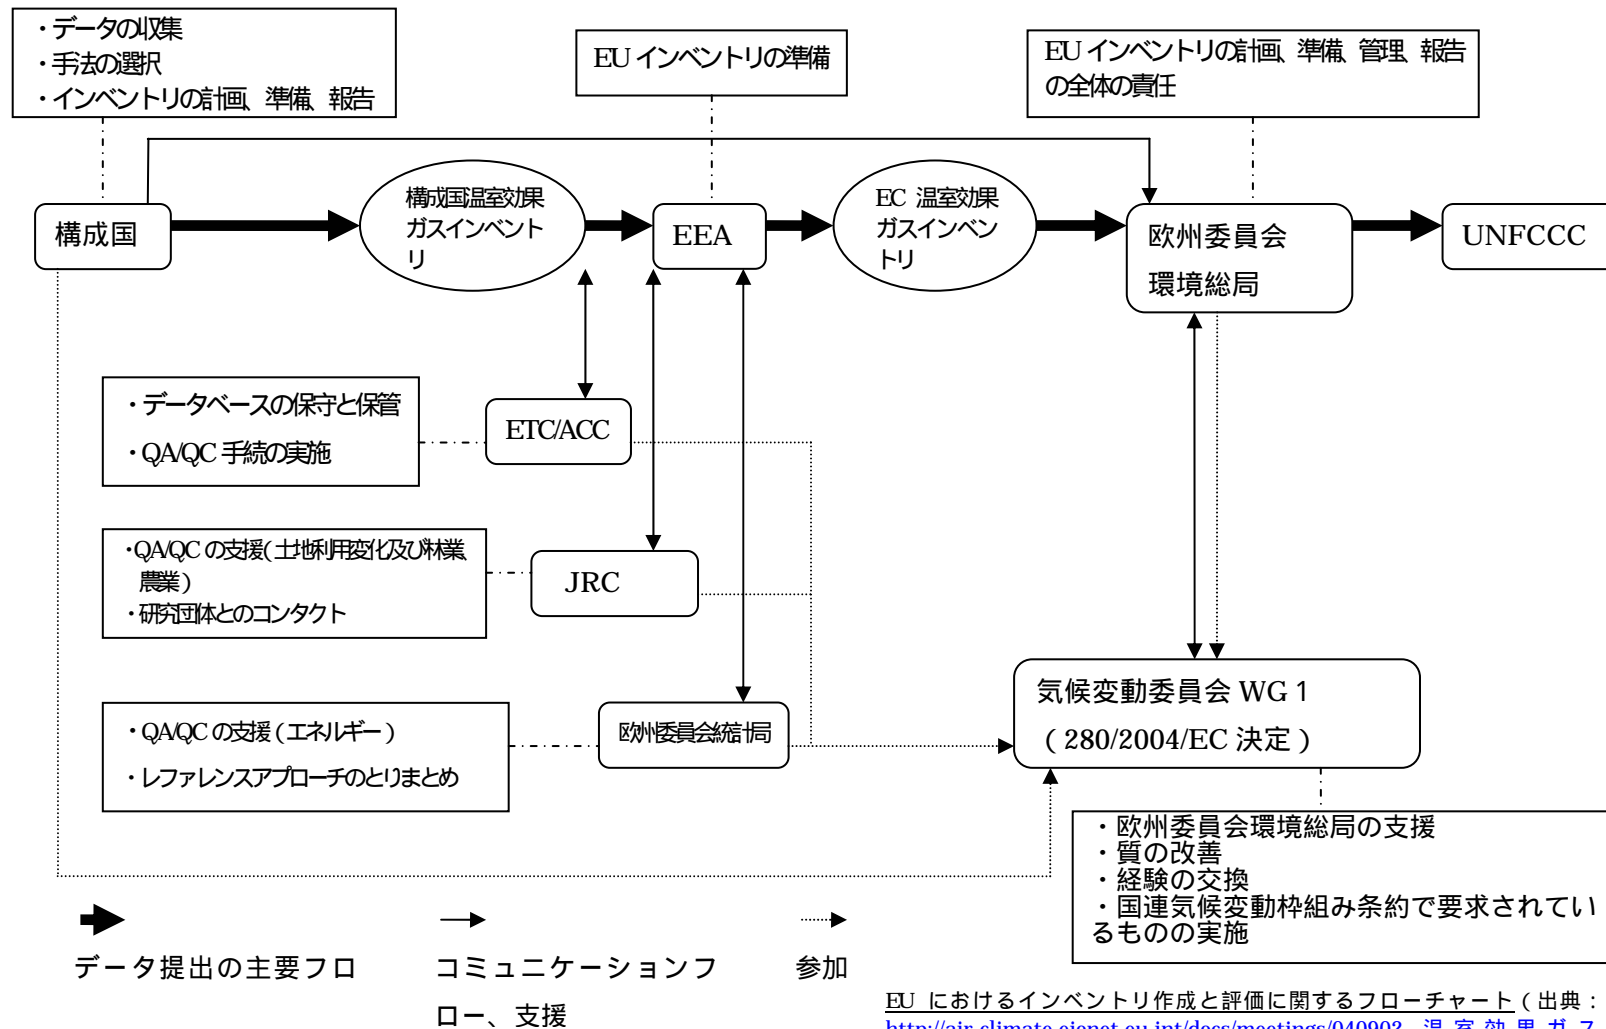 ・データの収集
・手法の選択
・インベントリの計画、準備、報告
EU インベントリの準備
EU インベントリの計画、準備、管理、報告
の全体の責任
構成国
構成国温室効果
ガスインベント
リ
EEA
EC 温室効果
ガスインベン
トリ
欧州委員会
環境総局
UNFCCC
・データベースの保守と保管
・QA/QC 手続の実施
ETC/ACC
・QA/QC の支援(土地利用変化及び林業、
農業)
・研究団体とのコンタクト
JRC
・QA/QC の支援(エネルギー)
・レファレンスアプローチのとりまとめ
欧州委員会統計局
気候変動委員会 WG 1
(280/2004/EC 決定)
・欧州委員会環境総局の支援
・質の改善
・経験の交換
・国連気候変動枠組み条約で要求されてい
るものの実施
データ提出の主要フロ
コミュニケーションフ
ロー、支援
参加
EU におけるインベントリ作成と評価に関するフローチャート(出典:
http://air-climate.eionet.eu.int/docs/meetings/040902 温室効果ガス